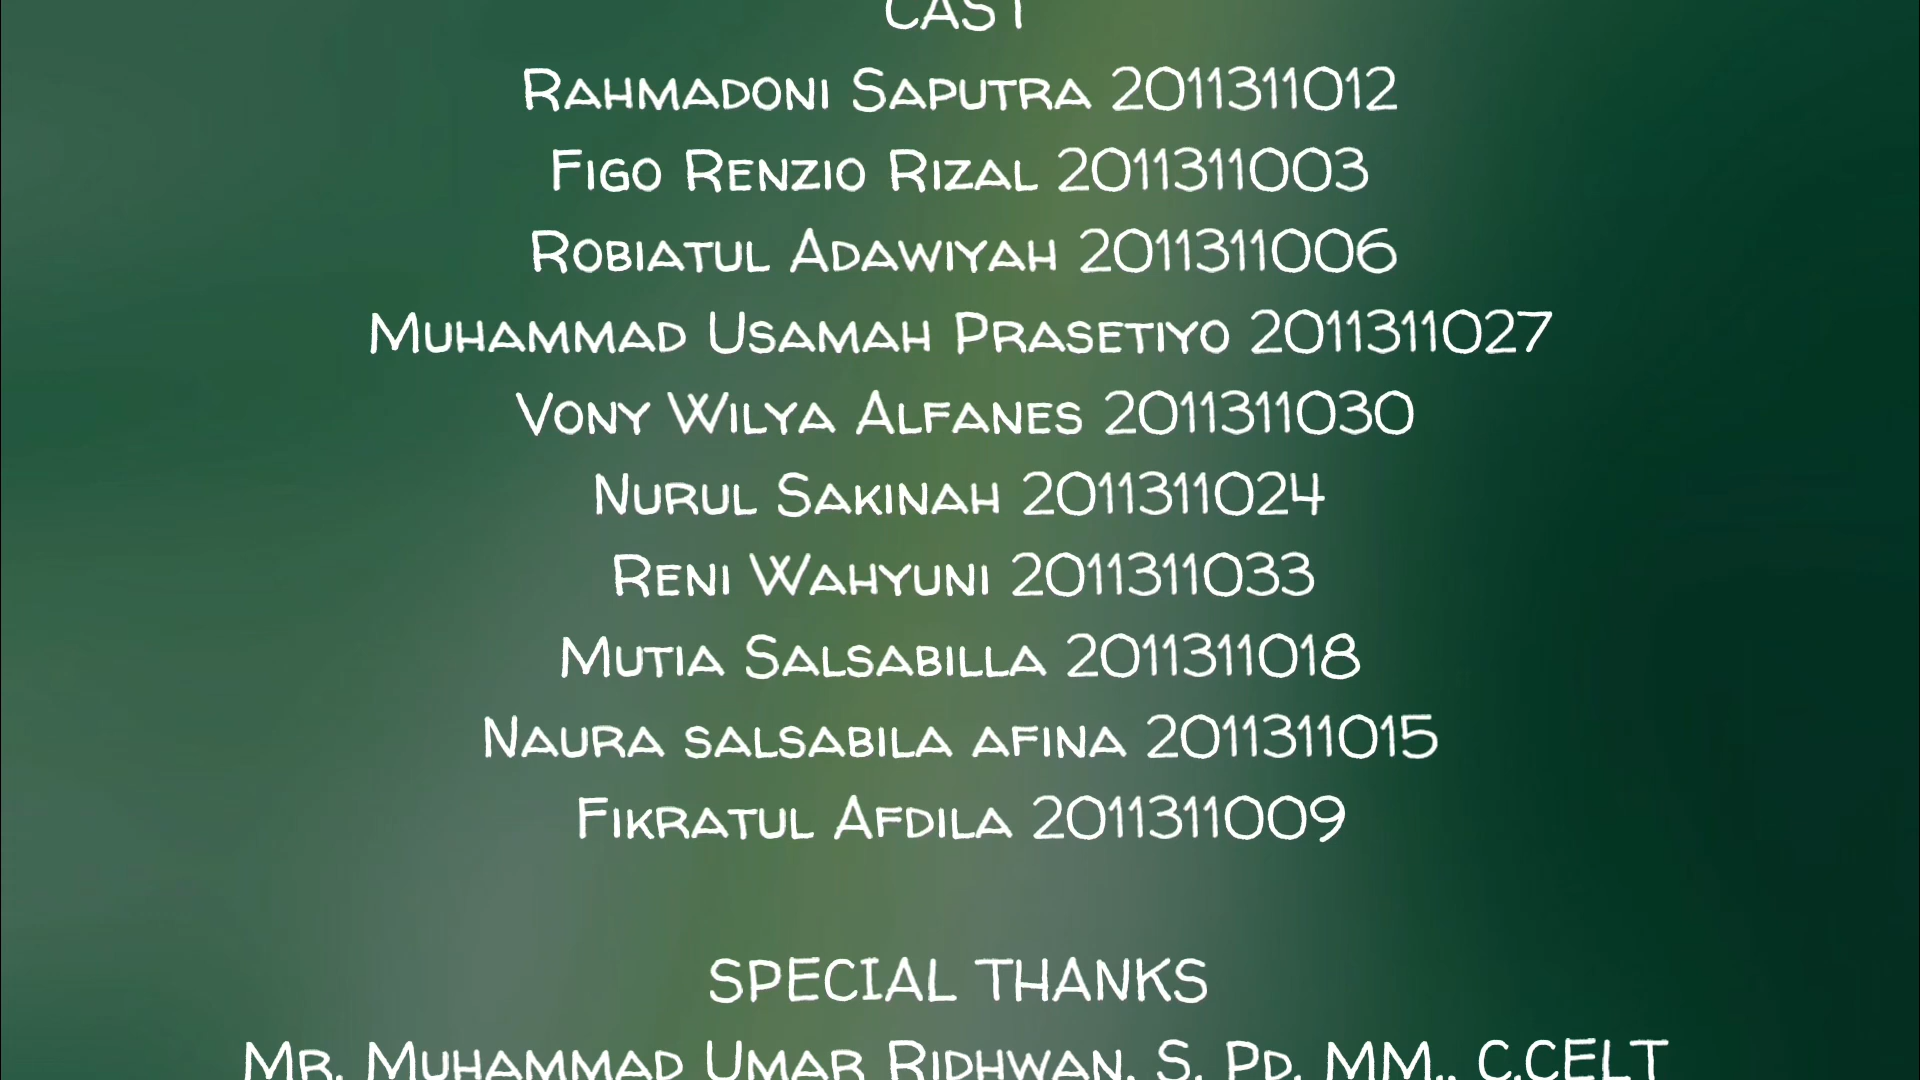 CAST
Rahmadoni Saputra 2011311012
Figo Renzio Rizal 2011311003
Robiatul Adawiyah 2011311006
Muhammad Usamah Prasetiyo 2011311027
Vony Wilya Alfanes 2011311030
Nurul Sakinah 2011311024
Reni Wahyuni 2011311033
Mutia Salsabilla 2011311018
Naura salsabila afina 2011311015
Fikratul Afdila 2011311009
SPECIAL THANKS
Mr. Muhammad Umar Ridhwan, S. Pd, MM., C.CELT